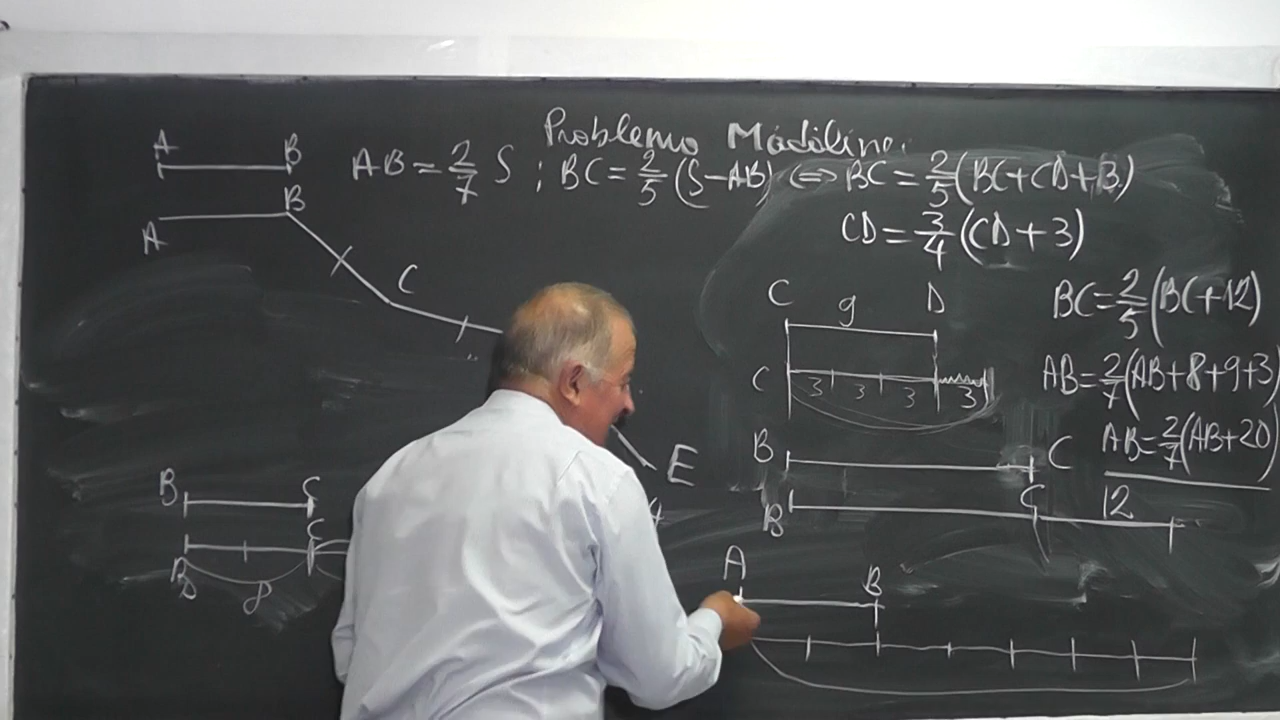 Problema Mădălinei
A B
AB = 2/7 S ; BC = 2/5 (S-AB) ⇔ BC = 2/5 (BC+CD+3)
A B
CD = 3/4 (CD+3)
C
C 9 D
BC = 2/5 (BC+12)
C 3 3 3 3
AB = 2/7 (AB+8+9+3)
E
B C
AB = 2/7 (AB+20)
B C
B C 12
B C
8
A B